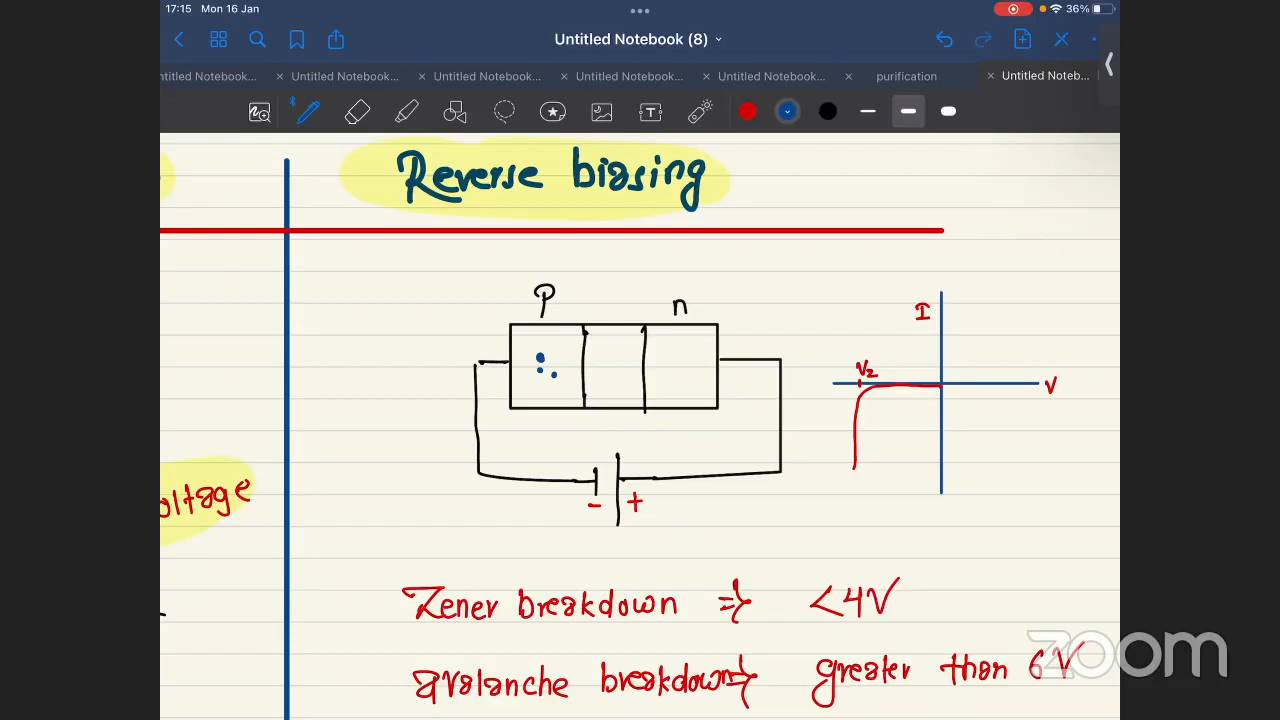 17:15 Mon 16 Jan
36%
Untitled Notebook (8)
ntitled Notebook...
Untitled Notebook...
Untitled Notebook...
Untitled Notebook...
Untitled Notebook...
purification
Untitled Noteb...
Reverse biasing
P
n
I
V
V2
- +
oltage
Zener breakdown ⇒ <4V
avalanche breakdown ⇒ greater than 6V
zoom